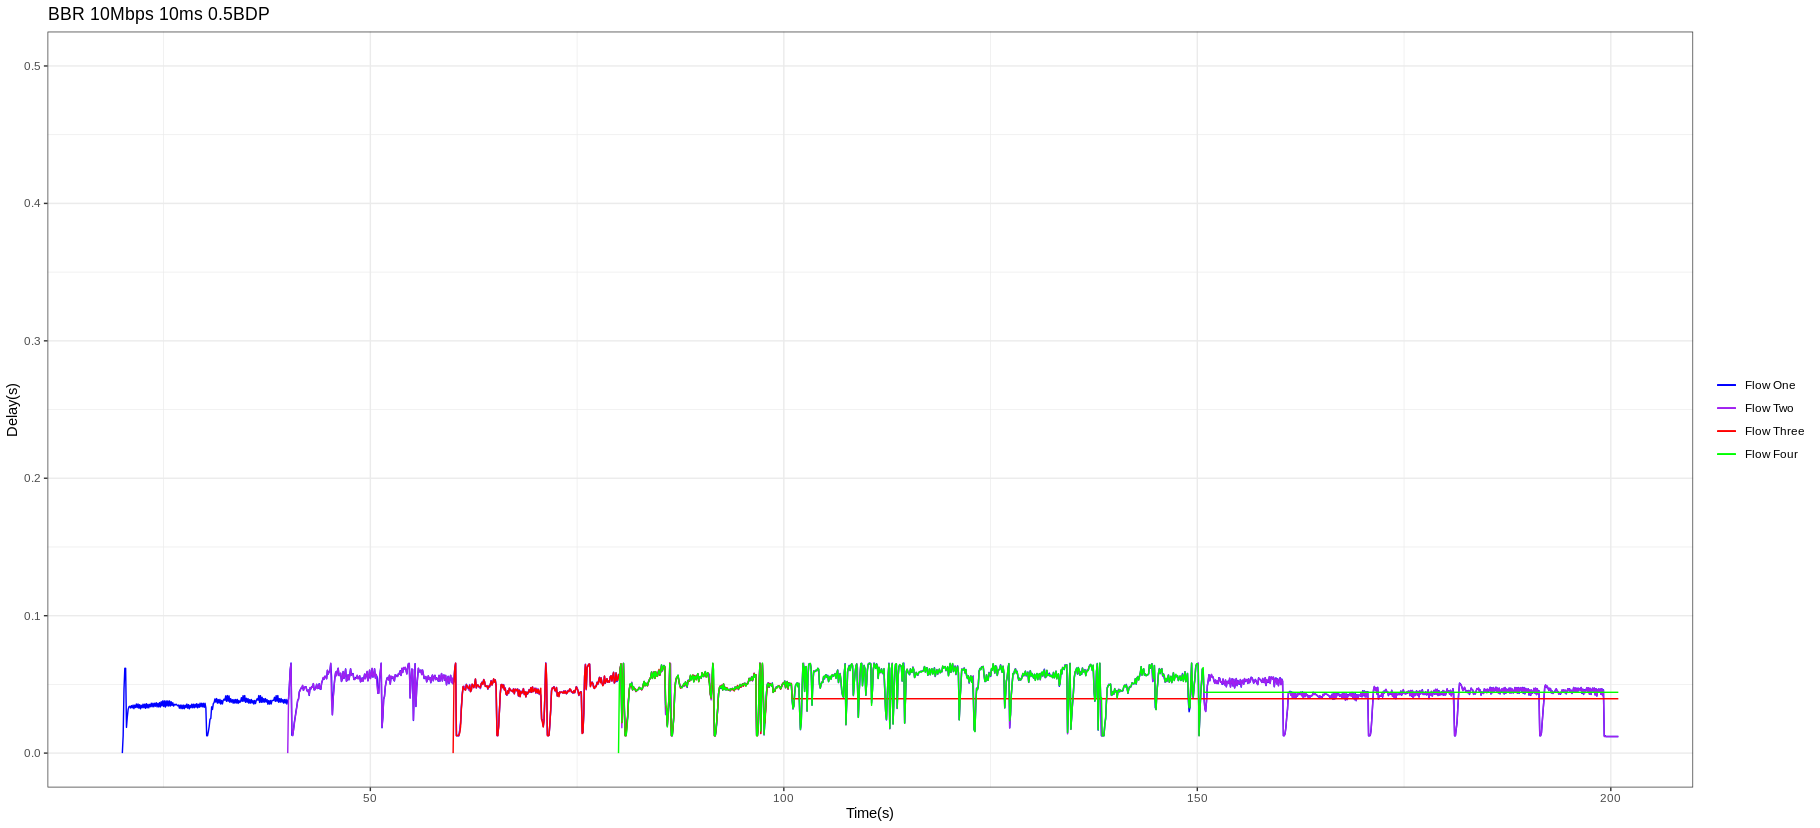 BBR 10Mbps 10ms 0.5BDP
0.5
0.4
0.3
0.2
0.1
0.0
Delay(s)
50
100
150
200
Time(s)
Flow One
Flow Two
Flow Three
Flow Four